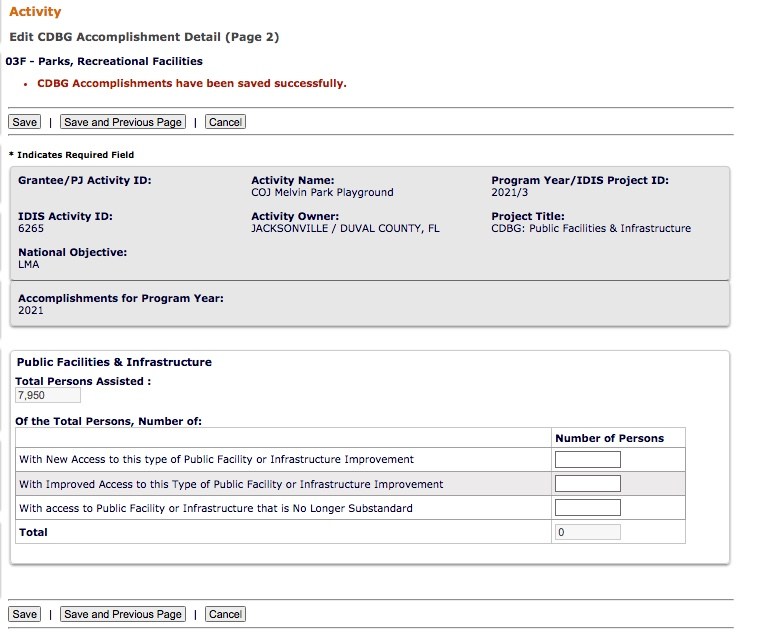 Activity
Edit CDBG Accomplishment Detail (Page 2)
03F - Parks, Recreational Facilities
• CDBG Accomplishments have been saved successfully.
Save | Save and Previous Page | Cancel
* Indicates Required Field
Grantee/PJ Activity ID: Activity Name: Program Year/IDIS Project ID:
COJ Melvin Park Playground 2021/3
IDIS Activity ID: Activity Owner: Project Title:
6265 JACKSONVILLE / DUVAL COUNTY, FL CDBG: Public Facilities & Infrastructure
National Objective:
LMA
Accomplishments for Program Year:
2021
Public Facilities & Infrastructure
Total Persons Assisted :
7,950
Of the Total Persons, Number of:
Number of Persons
With New Access to this type of Public Facility or Infrastructure Improvement
With Improved Access to this Type of Public Facility or Infrastructure Improvement
With access to Public Facility or Infrastructure that is No Longer Substandard
Total 0
Save | Save and Previous Page | Cancel